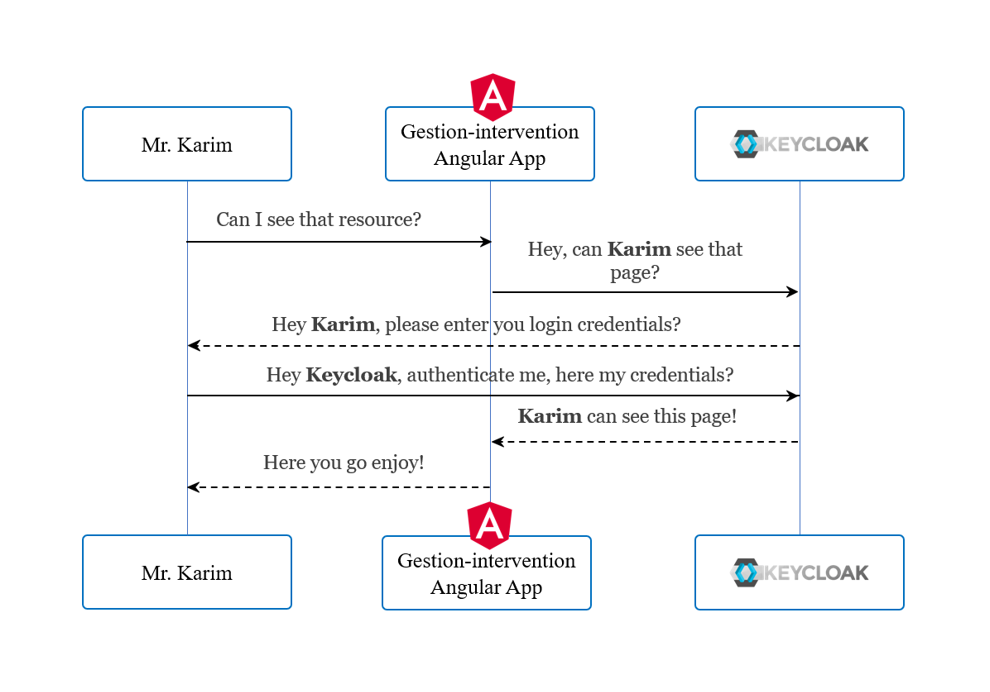 Mr. Karim
Gestion-intervention
Angular App
KEYCLOAK
Can I see that resource?
Hey, can Karim see that
page?
Hey Karim, please enter you login credentials?
Hey Keycloak, authenticate me, here my credentials?
Karim can see this page!
Here you go enjoy!
Mr. Karim
Gestion-intervention
Angular App
KEYCLOAK